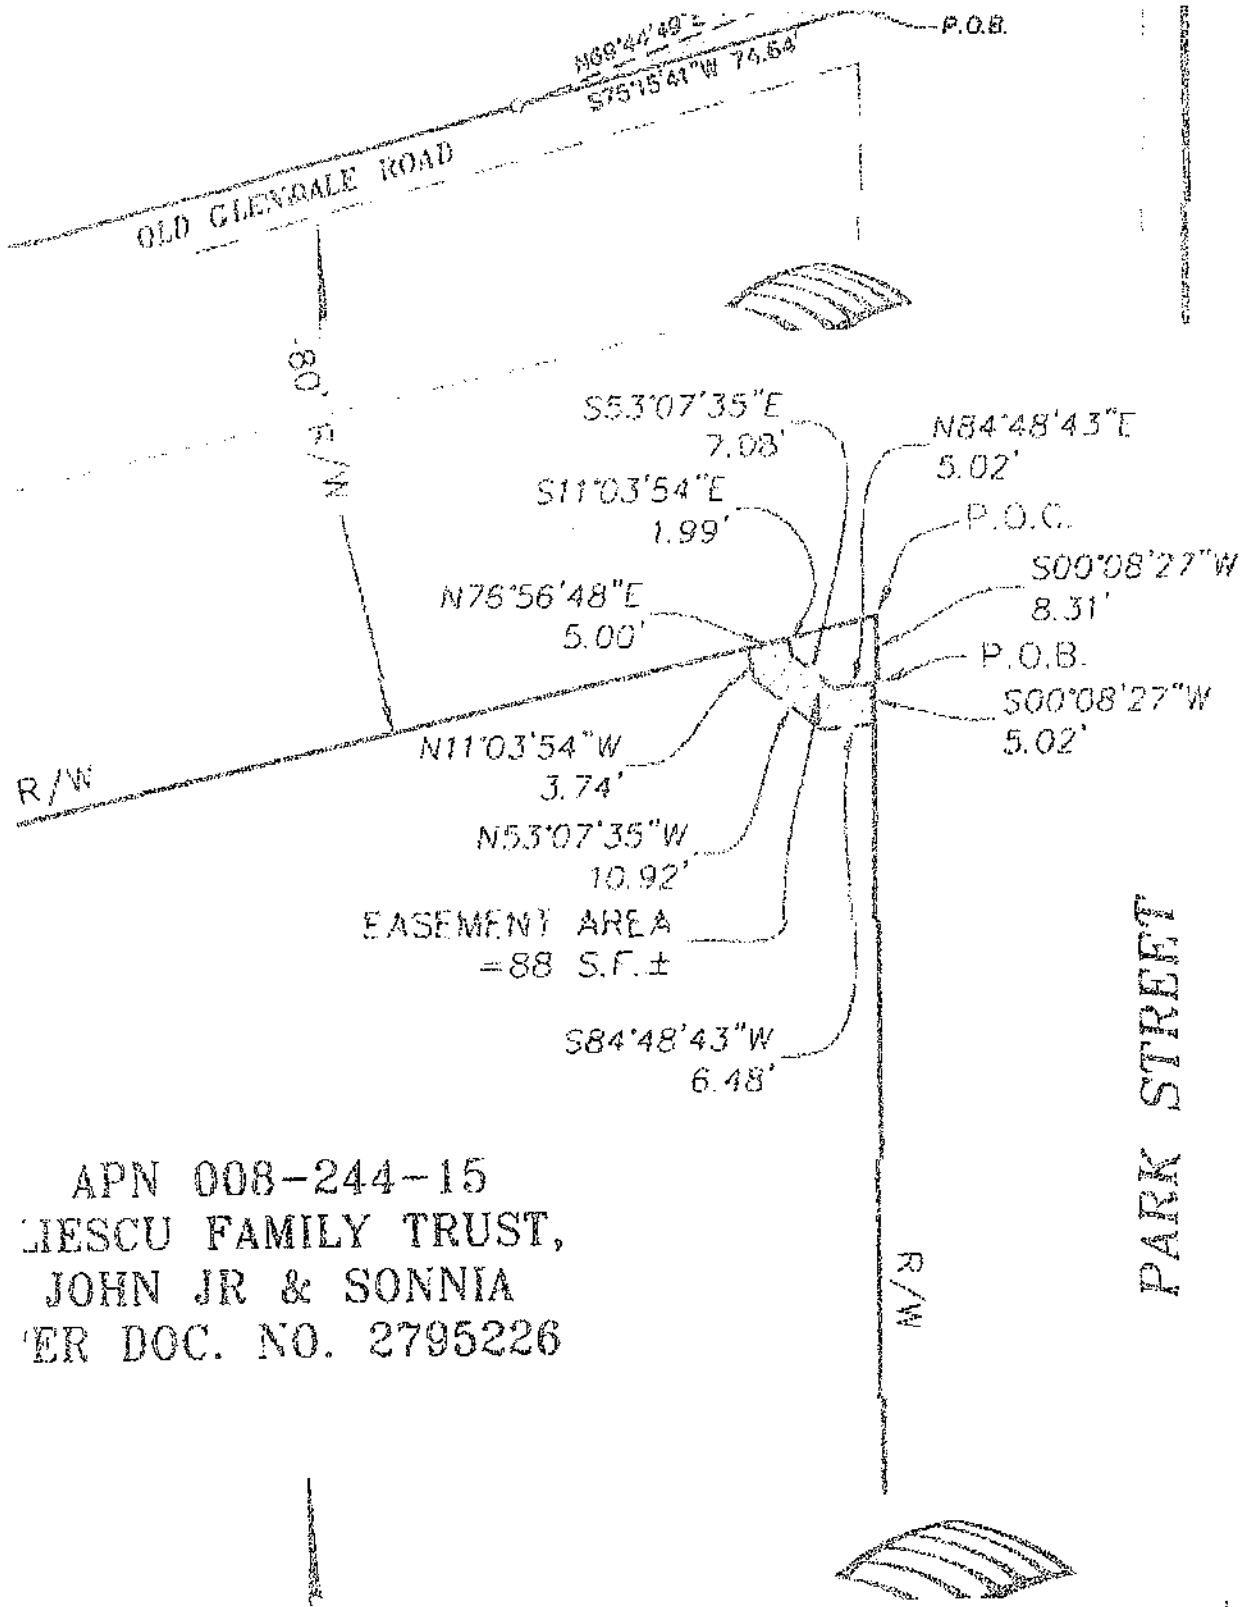 P.O.B.
N69°44'49"E
S75°15'41"W 74.64'
OLD GLENDALE ROAD
80' R/W
S53°07'35"E
7.08'
N84°48'43"E
5.02'
S11°03'54"E
1.99'
P.O.C.
S00°08'27"W
8.31'
N76°56'48"E
5.00'
P.O.B.
S00°08'27"W
5.02'
N11°03'54"W
3.74'
R/W
N53°07'35"W
10.92'
EASEMENT AREA
=88 S.F.±
S84°48'43"W
6.48'
PARK STREET
APN 008-244-15
LIESCU FAMILY TRUST,
JOHN JR & SONNIA
ER DOC. NO. 2795226
R/W